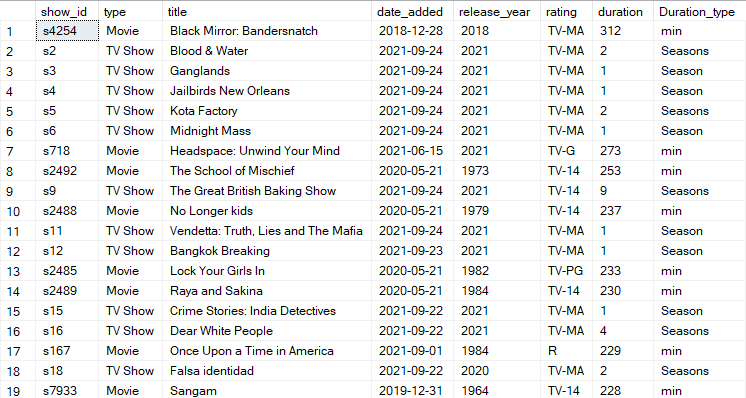 show_id type title date_added release_year rating duration Duration_type
1 s4254 Movie Black Mirror: Bandersnatch 2018-12-28 2018 TV-MA 312 min
2 s2 TV Show Blood & Water 2021-09-24 2021 TV-MA 2 Seasons
3 s3 TV Show Ganglands 2021-09-24 2021 TV-MA 1 Season
4 s4 TV Show Jailbirds New Orleans 2021-09-24 2021 TV-MA 1 Season
5 s5 TV Show Kota Factory 2021-09-24 2021 TV-MA 2 Seasons
6 s6 TV Show Midnight Mass 2021-09-24 2021 TV-MA 1 Season
7 s718 Movie Headspace: Unwind Your Mind 2021-06-15 2021 TV-G 273 min
8 s2492 Movie The School of Mischief 2020-05-21 1973 TV-14 253 min
9 s9 TV Show The Great British Baking Show 2021-09-24 2021 TV-14 9 Seasons
10 s2488 Movie No Longer kids 2020-05-21 1979 TV-14 237 min
11 s11 TV Show Vendetta: Truth, Lies and The Mafia 2021-09-24 2021 TV-MA 1 Season
12 s12 TV Show Bangkok Breaking 2021-09-23 2021 TV-MA 1 Season
13 s2485 Movie Lock Your Girls In 2020-05-21 1982 TV-PG 233 min
14 s2489 Movie Raya and Sakina 2020-05-21 1984 TV-14 230 min
15 s15 TV Show Crime Stories: India Detectives 2021-09-22 2021 TV-MA 1 Season
16 s16 TV Show Dear White People 2021-09-22 2021 TV-MA 4 Seasons
17 s167 Movie Once Upon a Time in America 2021-09-01 1984 R 229 min
18 s18 TV Show Falsa identidad 2021-09-22 2020 TV-MA 2 Seasons
19 s7933 Movie Sangam 2019-12-31 1964 TV-14 228 min